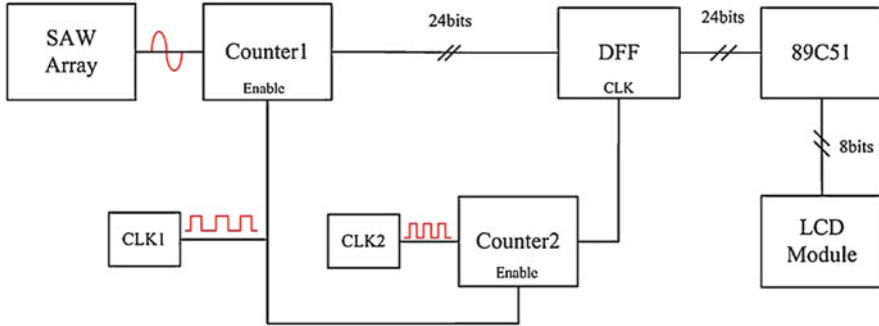 SAW
Array
Counter1
Enable
24bits
DFF
CLK
24bits
89C51
8bits
CLK1
CLK2
Counter2
Enable
LCD
Module